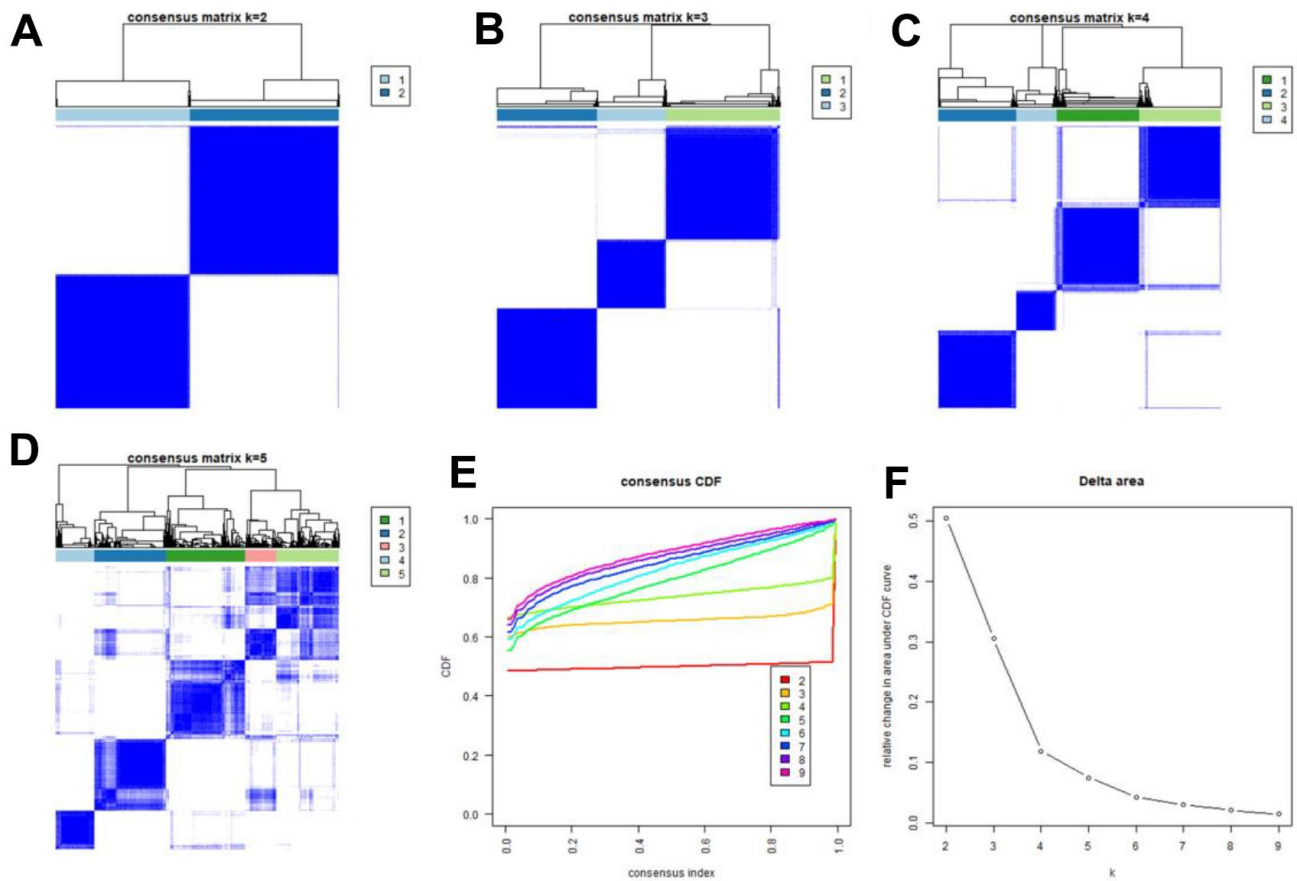 A
consensus matrix k=2
1
2
B
consensus matrix k=3
1
2
3
C
consensus matrix k=4
1
2
3
4
D
consensus matrix k=5
1
2
3
4
5
E
consensus CDF
CDF
1.0
0.8
0.6
0.4
0.2
0.0
2
3
4
5
6
7
8
9
0.0
0.2
0.4
0.6
0.8
1.0
consensus index
F
Delta area
relative change in area under CDF curve
0.5
0.4
0.3
0.2
0.1
0.0
2 3 4 5 6 7 8 9
k